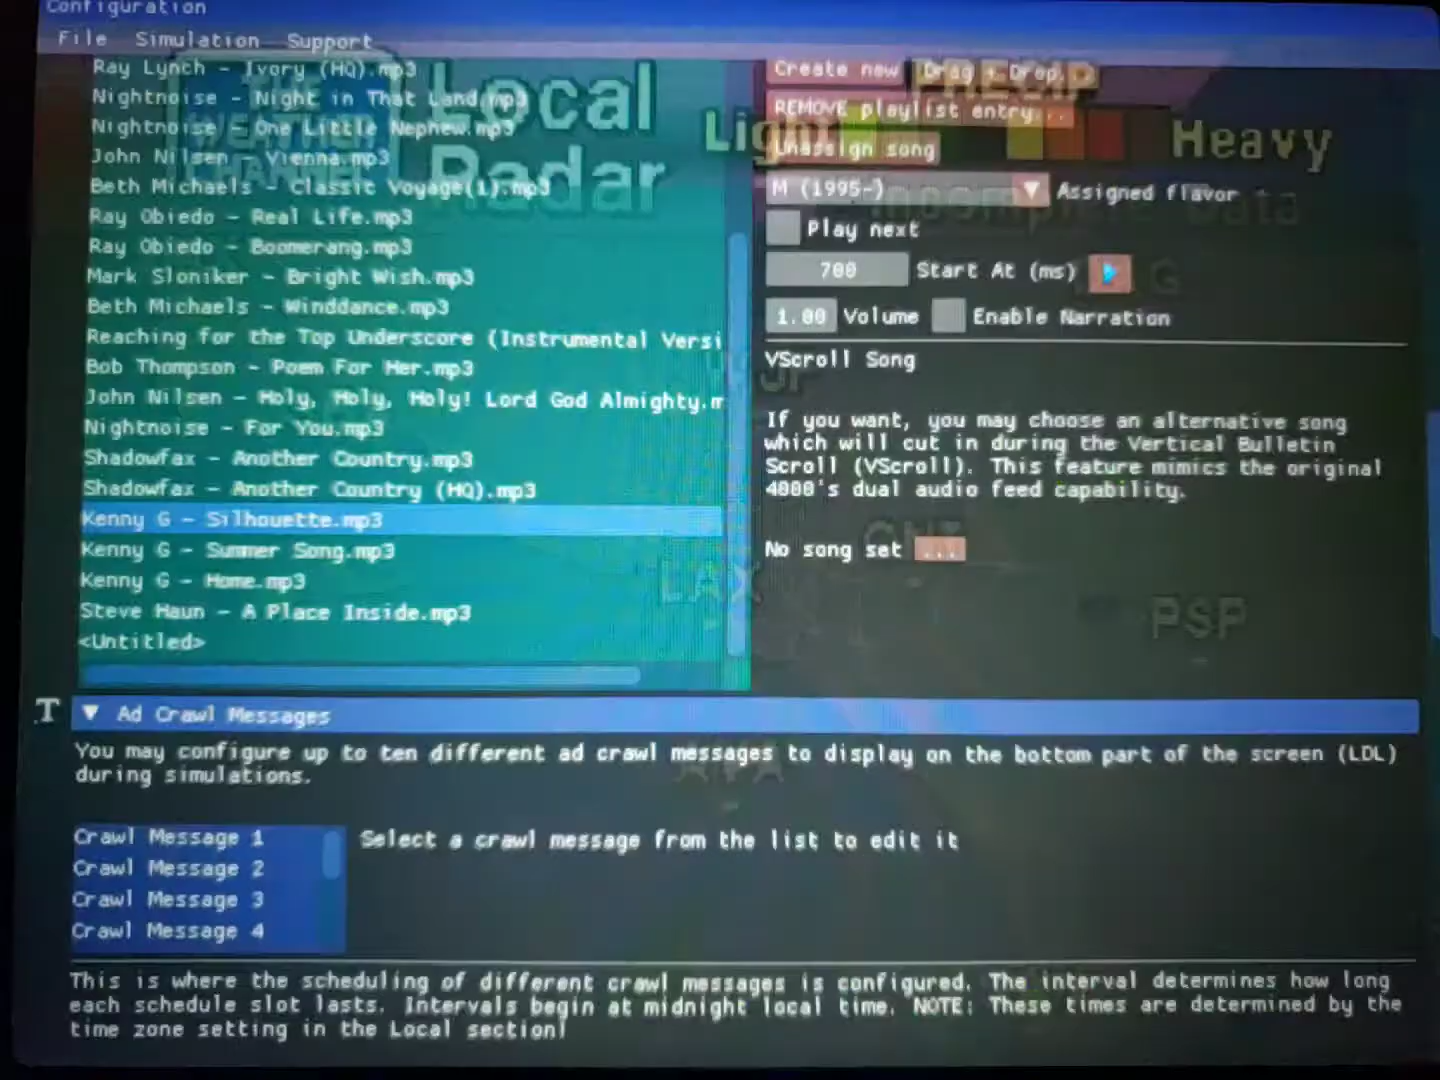 Configuration
File Simulation Support
Ray Lynch - Ivory (HQ).mp3
Nightnoise - Night in That Land.mp3
Nightnoise - One Little Nephew.mp3
John Nilsen - Vienna.mp3
Beth Michaels - Classic Voyage(1).mp3
Ray Obiedo - Real Life.mp3
Ray Obiedo - Boomerang.mp3
Mark Sloniker - Bright Wish.mp3
Beth Michaels - Winddance.mp3
Reaching for the Top Underscore (Instrumental Versi
Bob Thompson - Poem For Her.mp3
John Nilsen - Holy, Holy, Holy! Lord God Almighty.m
Nightnoise - For You.mp3
Shadowfax - Another Country.mp3
Shadowfax - Another Country (HQ).mp3
Kenny G - Silhouette.mp3
Kenny G - Summer Song.mp3
Kenny G - Home.mp3
Steve Haun - A Place Inside.mp3
<Untitled>
THE
WEATHER
CHANNEL
Local
Radar
PRECIP
Light Heavy
Incomplete Data
Create new Drag + Drop...
REMOVE playlist entry...
Unassign song
M (1995-) Assigned flavor
Play next
700 Start At (ms)
1.00 Volume Enable Narration
VScroll Song
If you want, you may choose an alternative song
which will cut in during the Vertical Bulletin
Scroll (VScroll). This feature mimics the original
4000's dual audio feed capability.
No song set ...
LAX
PSP
T
Ad Crawl Messages
You may configure up to ten different ad crawl messages to display on the bottom part of the screen (LDL)
during simulations.
Crawl Message 1
Crawl Message 2
Crawl Message 3
Crawl Message 4
Select a crawl message from the list to edit it
This is where the scheduling of different crawl messages is configured. The interval determines how long
each schedule slot lasts. Intervals begin at midnight local time. NOTE: These times are determined by the
time zone setting in the Local section!